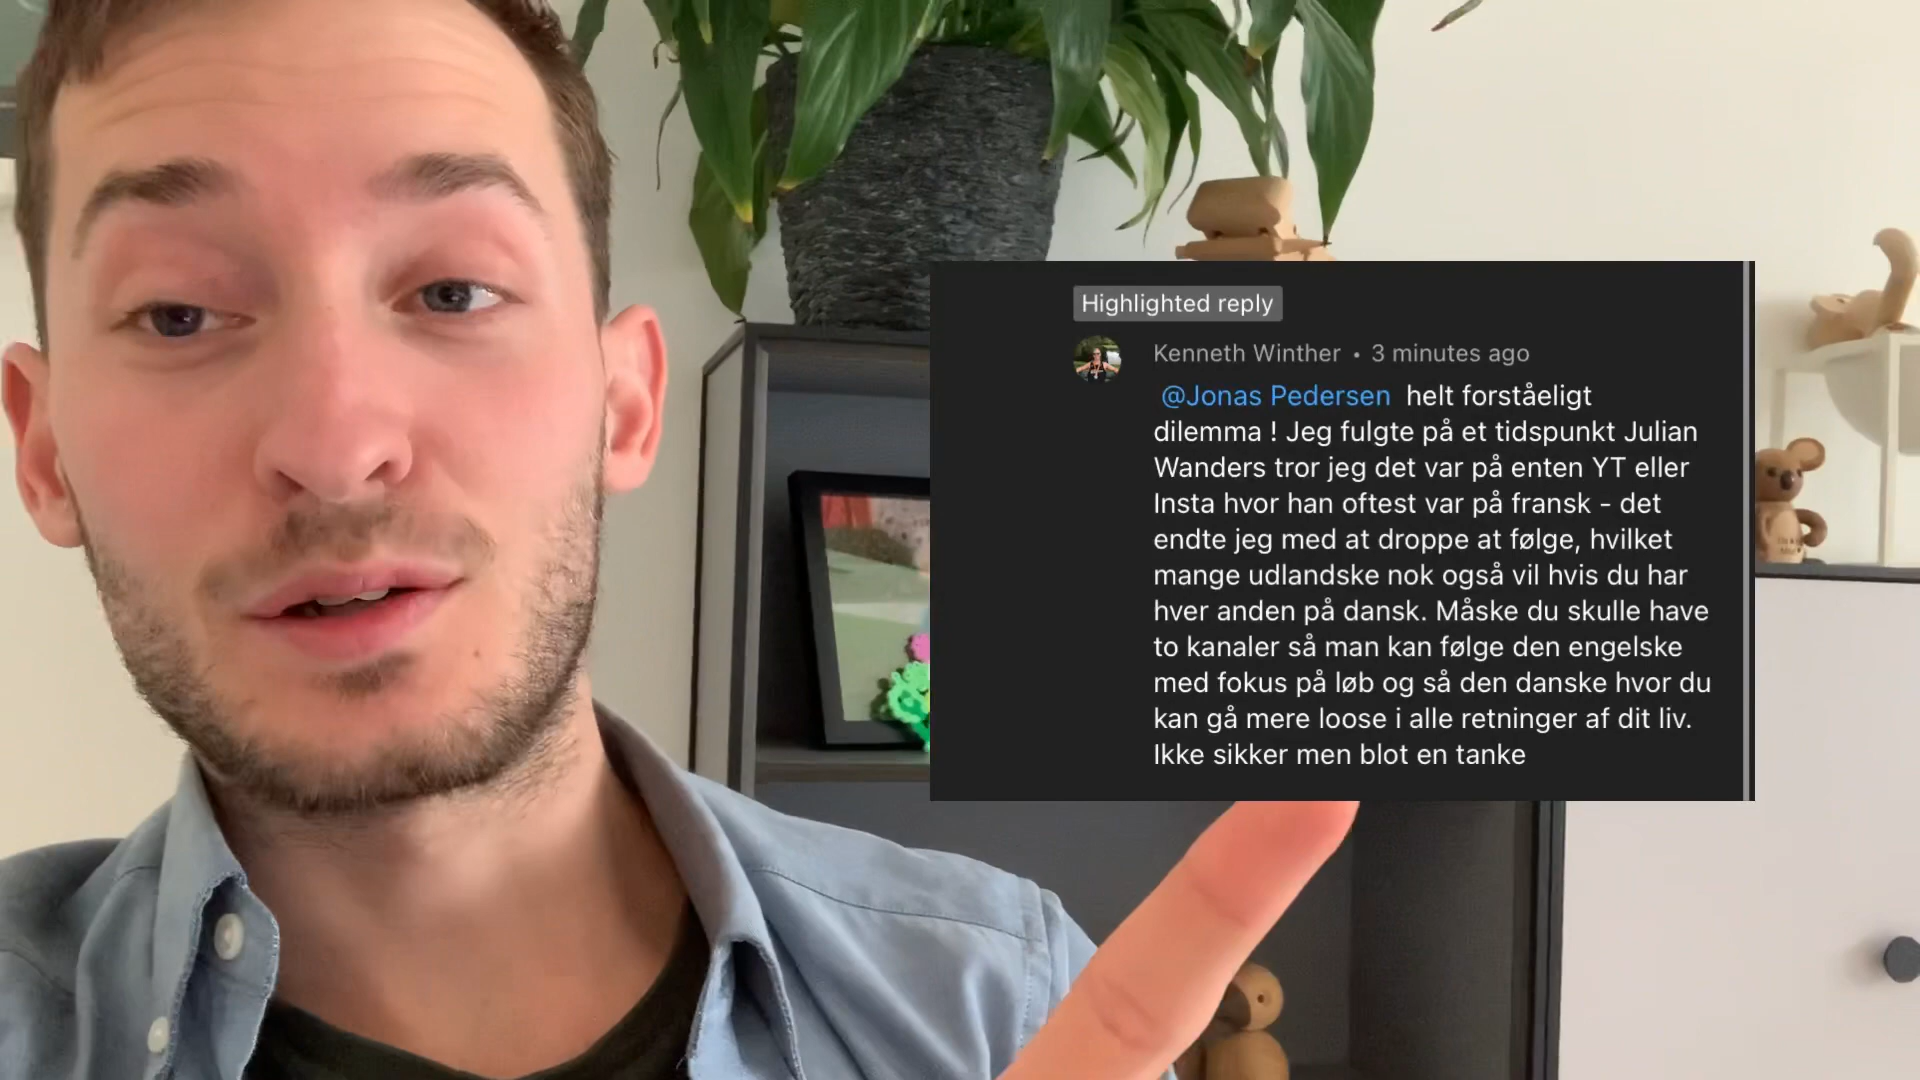 Highlighted reply
Kenneth Winther • 3 minutes ago
@Jonas Pedersen helt forståeligt
dilemma ! Jeg fulgte på et tidspunkt Julian
Wanders tror jeg det var på enten YT eller
Insta hvor han oftest var på fransk - det
endte jeg med at droppe at følge, hvilket
mange udlandske nok også vil hvis du har
hver anden på dansk. Måske du skulle have
to kanaler så man kan følge den engelske
med fokus på løb og så den danske hvor du
kan gå mere loose i alle retninger af dit liv.
Ikke sikker men blot en tanke